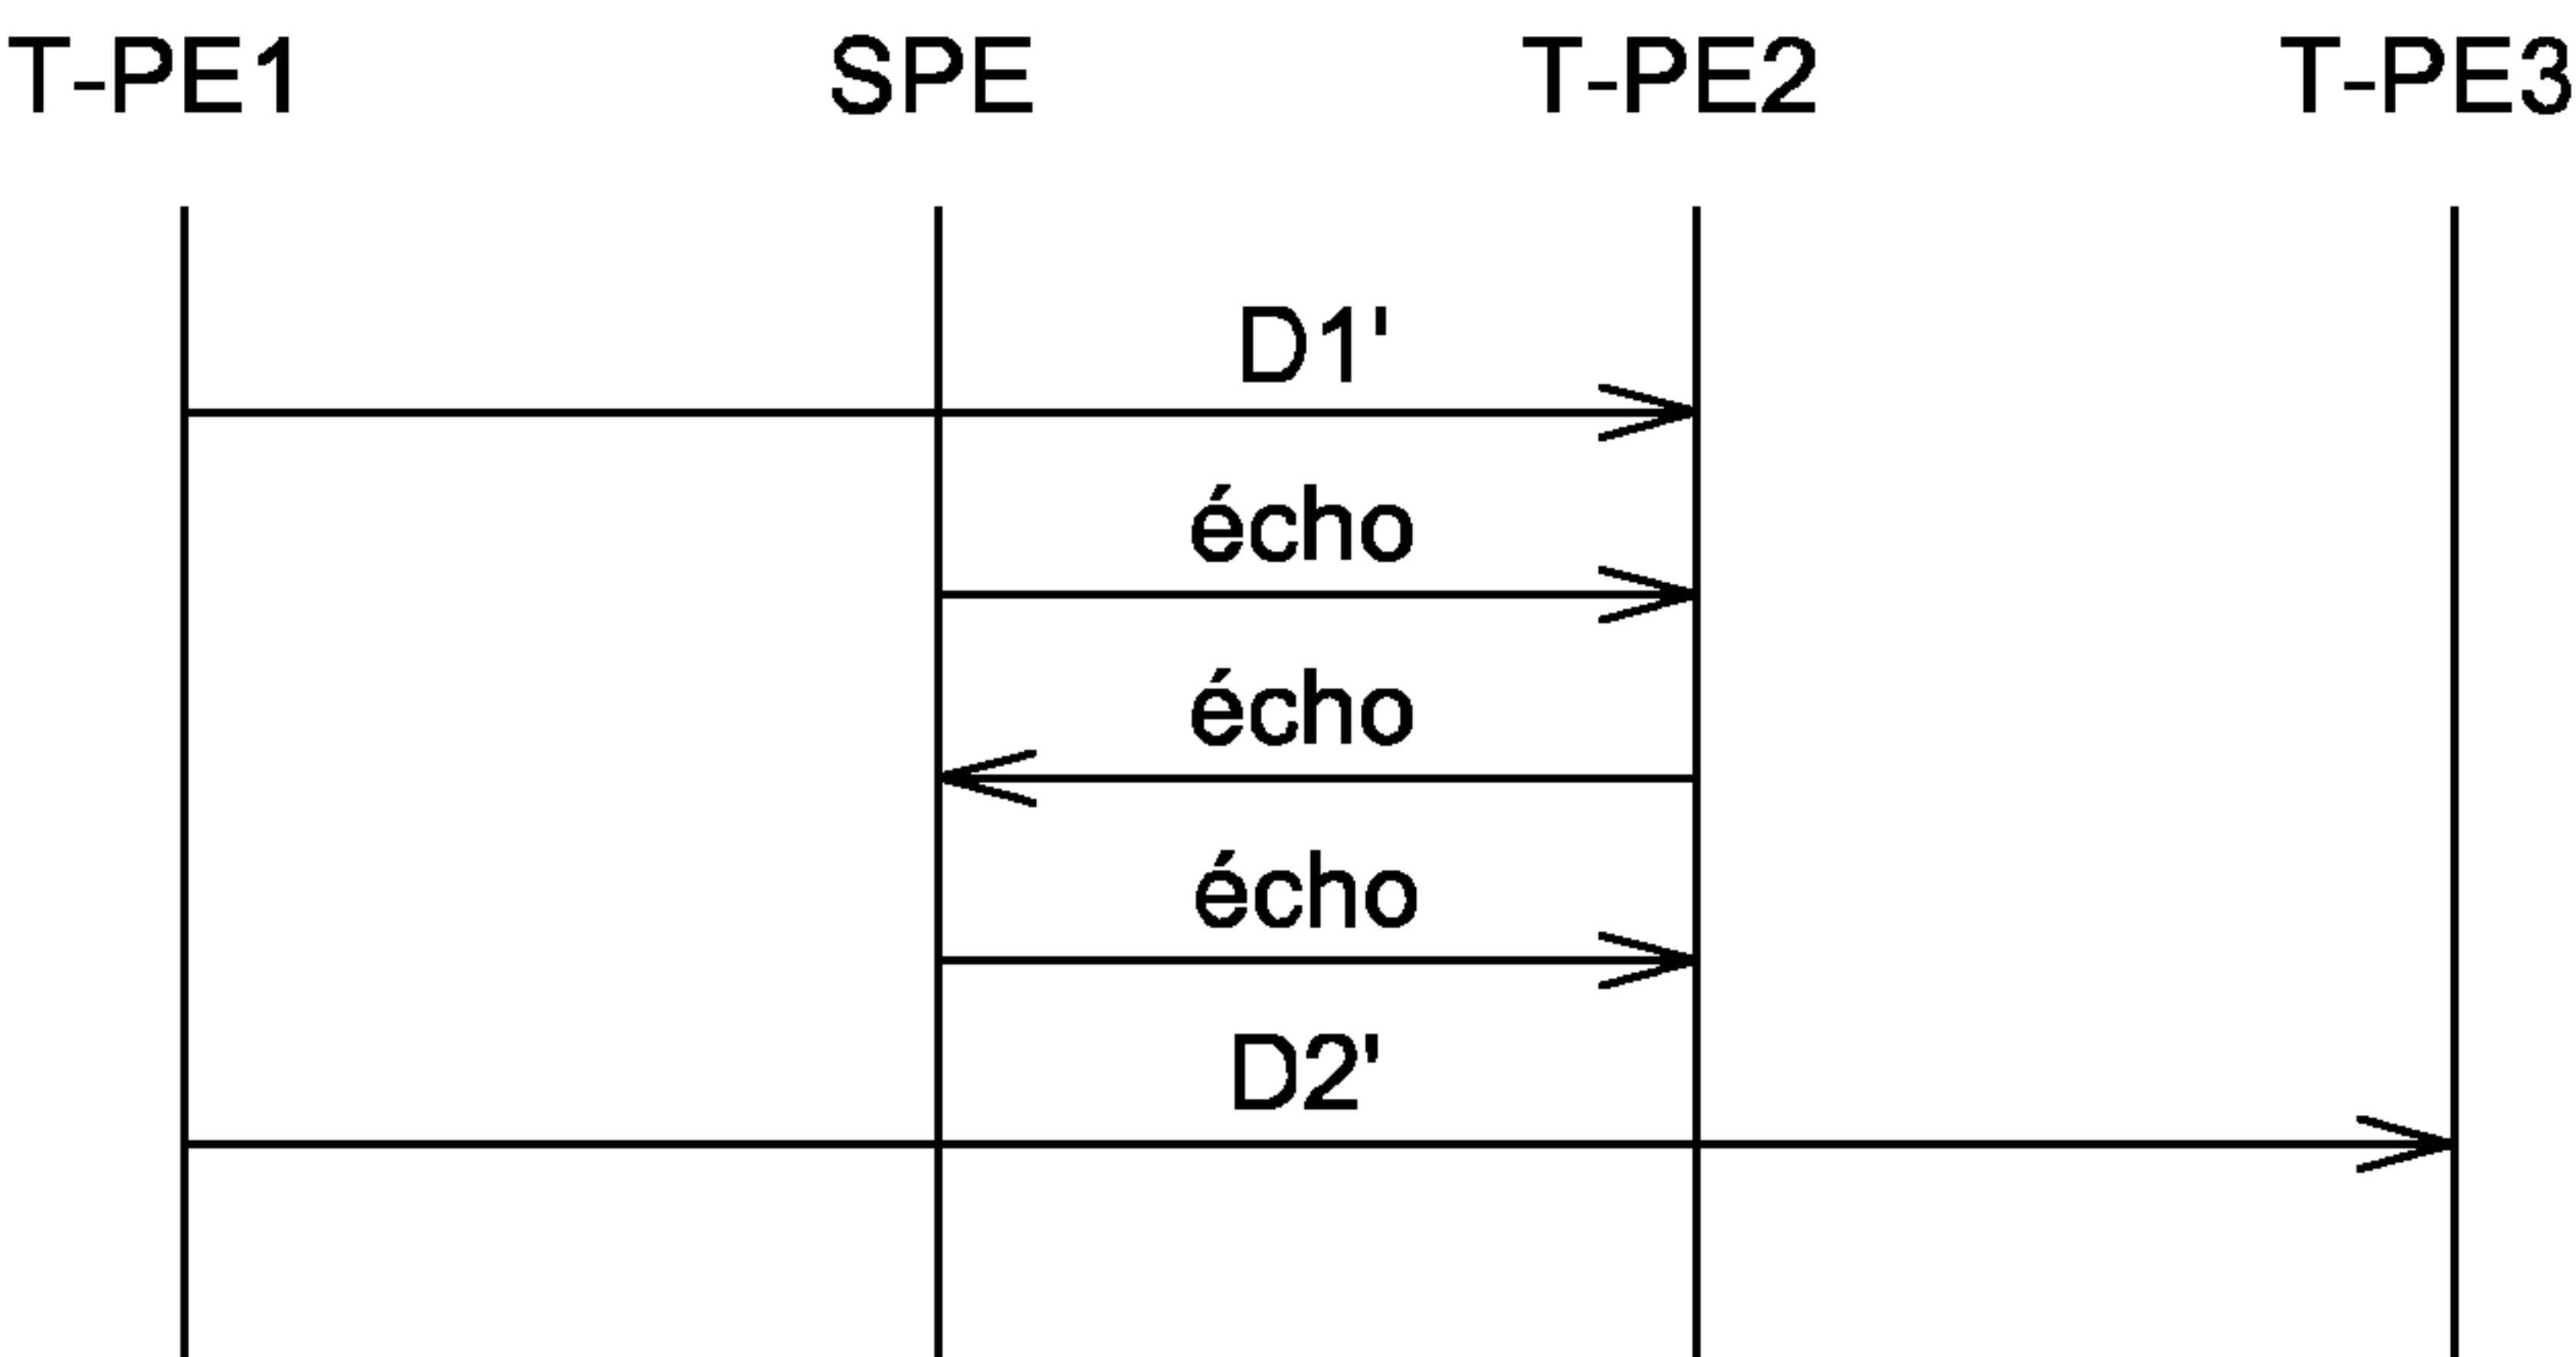 T-PE1 SPE T-PE2 T-PE3
D1'
écho
écho
écho
D2'